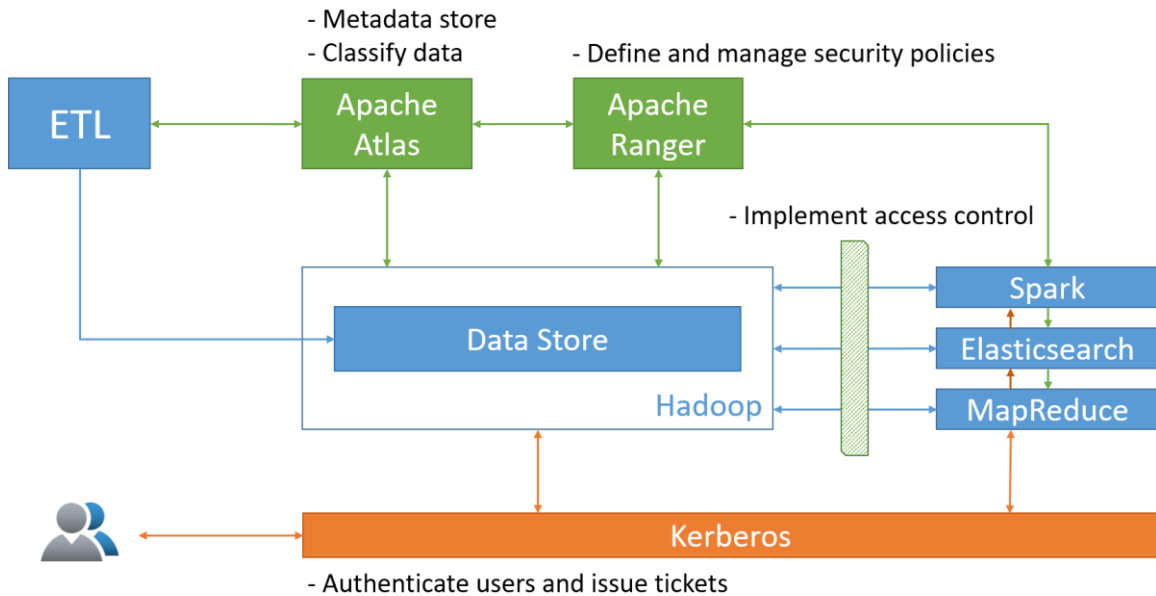 - Metadata store
- Classify data
- Define and manage security policies
ETL
Apache
Atlas
Apache
Ranger
- Implement access control
Spark
Data Store
Elasticsearch
Hadoop
MapReduce
Kerberos
- Authenticate users and issue tickets